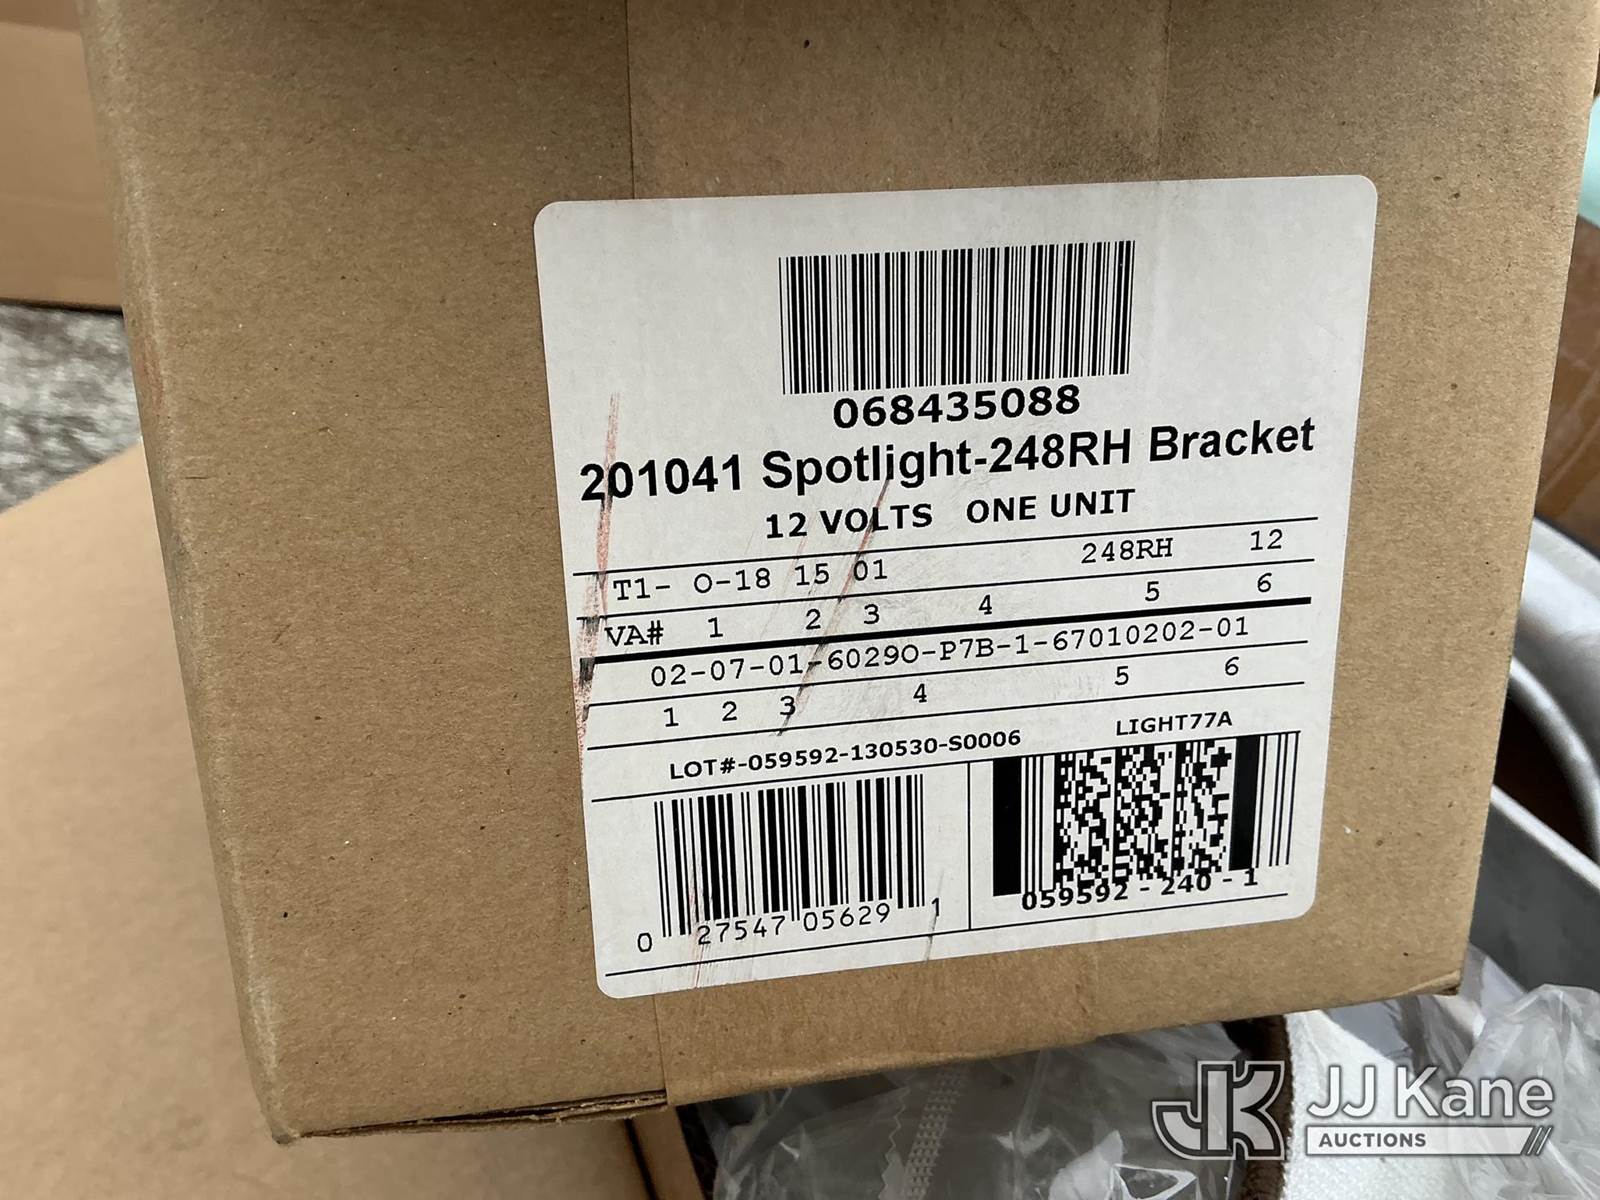 068435088
201041 Spotlight-248RH Bracket
12 VOLTS ONE UNIT
T1- O-18 15 01 248RH 12
VA# 1 2 3 4 5 6
02-07-01-6029O-P7B-1-67010202-01
1 2 3 4 5 6
LOT#-059592-130530-S0006 LIGHT77A
0 27547 05629 1
059592 - 240 - 1
JK JJ Kane
AUCTIONS